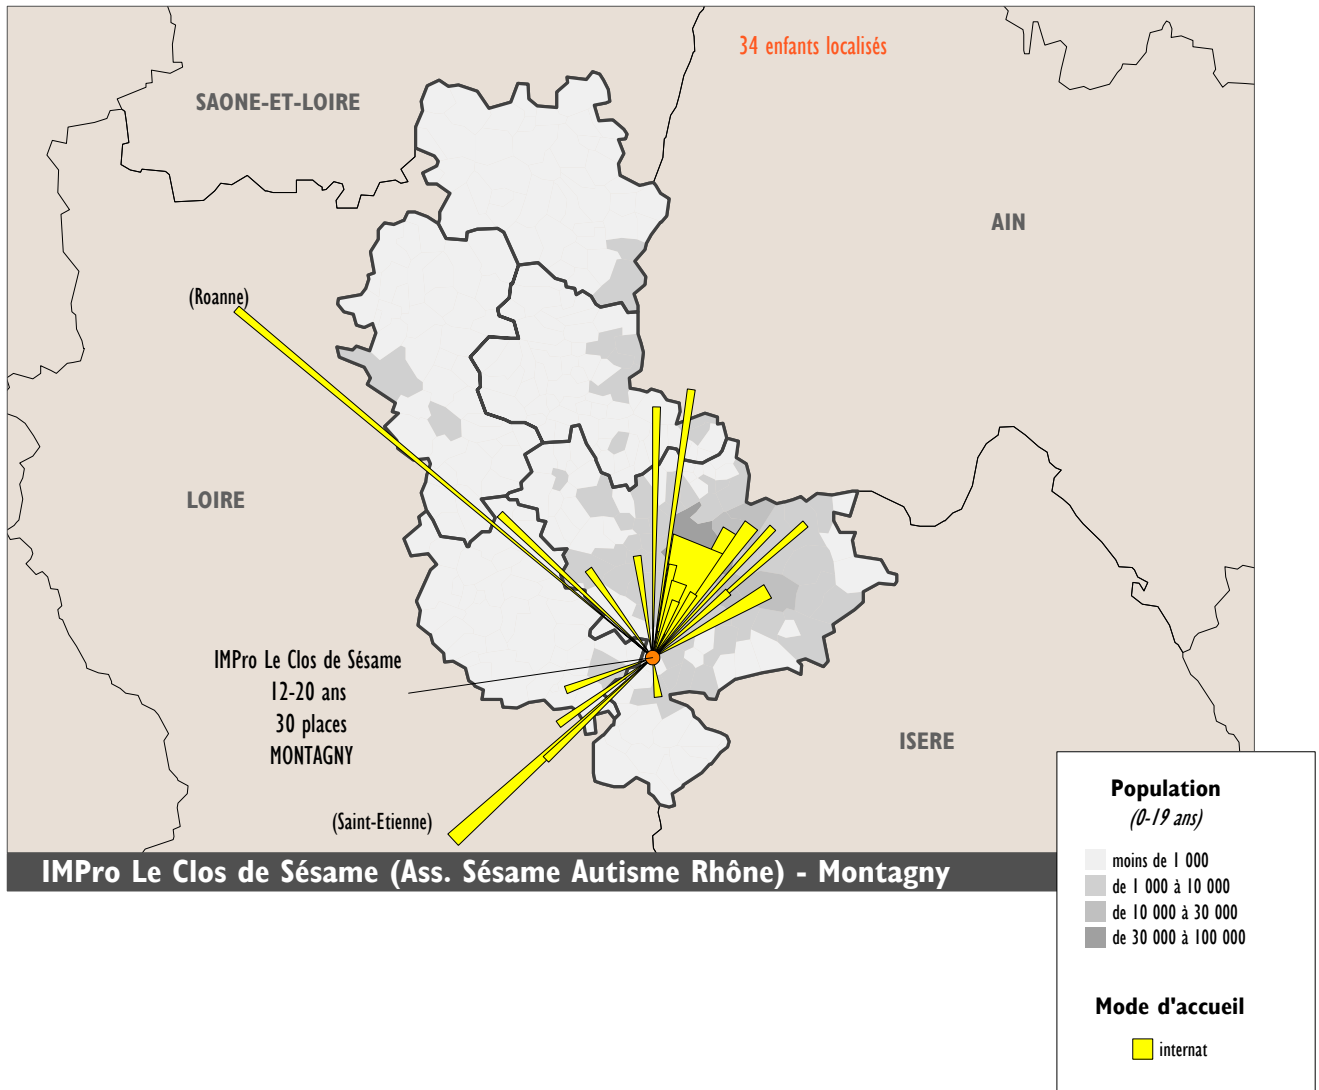 34 enfants localisés
SAONE-ET-LOIRE
AIN
(Roanne)
LOIRE
IMPro Le Clos de Sésame
12-20 ans
30 places
MONTAGNY
ISERE
(Saint-Etienne)
IMPro Le Clos de Sésame (Ass. Sésame Autisme Rhône) - Montagny
Population
(0-19 ans)
moins de 1 000
de 1 000 à 10 000
de 10 000 à 30 000
de 30 000 à 100 000
Mode d'accueil
internat